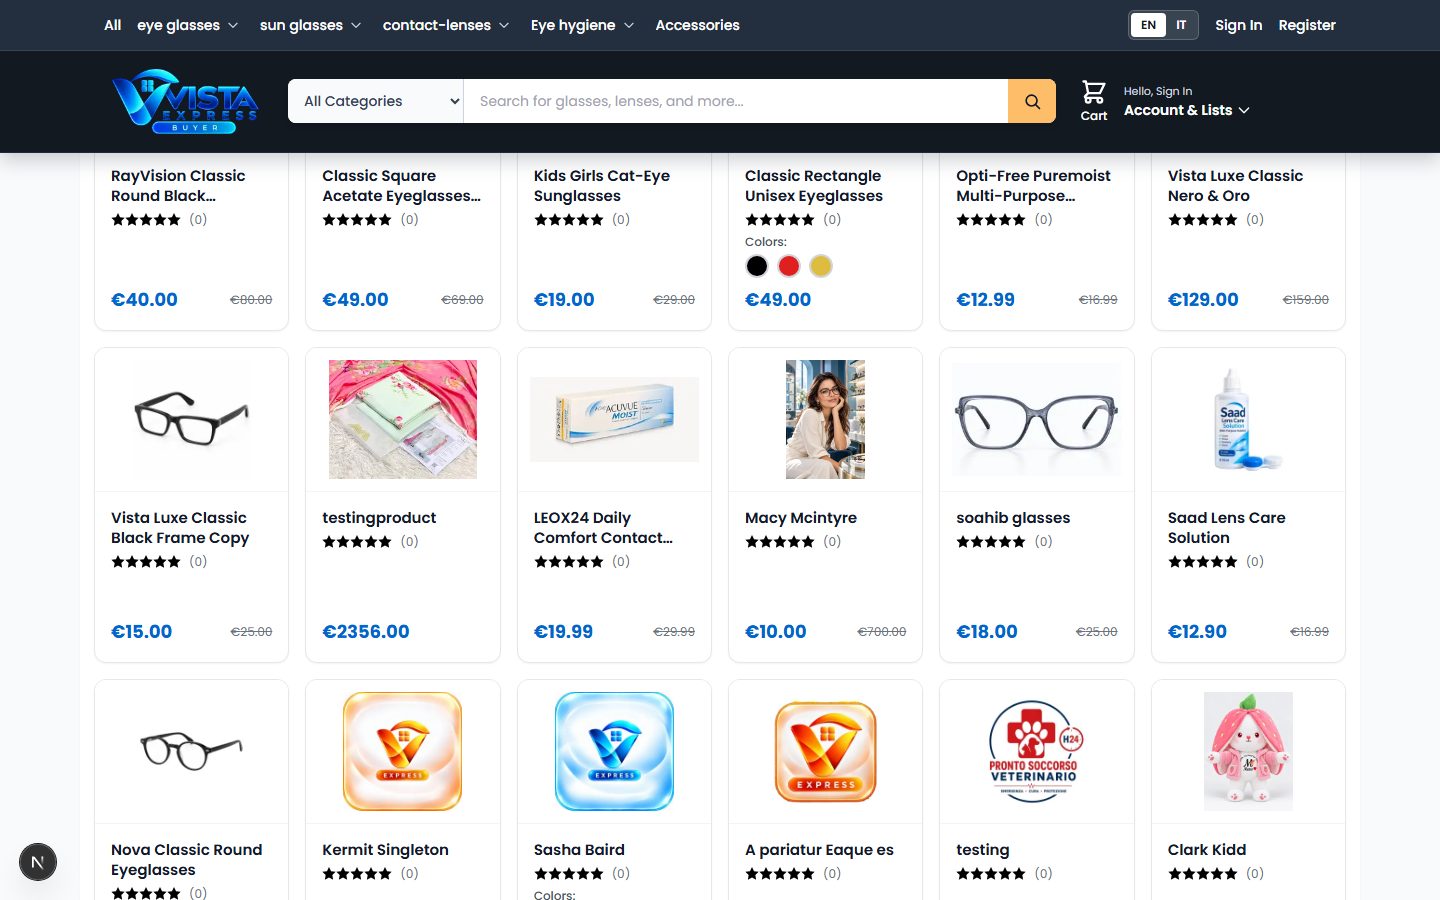 All eye glasses sun glasses contact-lenses Eye hygiene Accessories EN IT Sign In Register
VISTA
EXPRESS
BUYER
All Categories Search for glasses, lenses, and more...
Cart
Hello, Sign In
Account & Lists
RayVision Classic
Round Black...
(0)
€40.00 €80.00
Classic Square
Acetate Eyeglasses...
(0)
€49.00 €69.00
Kids Girls Cat-Eye
Sunglasses
(0)
€19.00 €29.00
Classic Rectangle
Unisex Eyeglasses
(0)
Colors:
€49.00
Opti-Free Puremoist
Multi-Purpose...
(0)
€12.99 €16.99
Vista Luxe Classic
Nero & Oro
(0)
€129.00 €159.00
Vista Luxe Classic
Black Frame Copy
(0)
€15.00 €25.00
testingproduct
(0)
€2356.00
ACUVUE
MOIST
LEOX24 Daily
Comfort Contact...
(0)
€19.99 €29.99
Macy Mcintyre
(0)
€10.00 €700.00
soahib glasses
(0)
€18.00 €25.00
Saad
Lens Care
Solution
Saad Lens Care
Solution
(0)
€12.90 €16.99
N
Nova Classic Round
Eyeglasses
(0)
EXPRESS
Kermit Singleton
(0)
EXPRESS
Sasha Baird
(0)
Colors:
EXPRESS
A pariatur Eaque es
(0)
H24
PRONTO SOCCORSO
VETERINARIO
testing
(0)
Clark Kidd
(0)